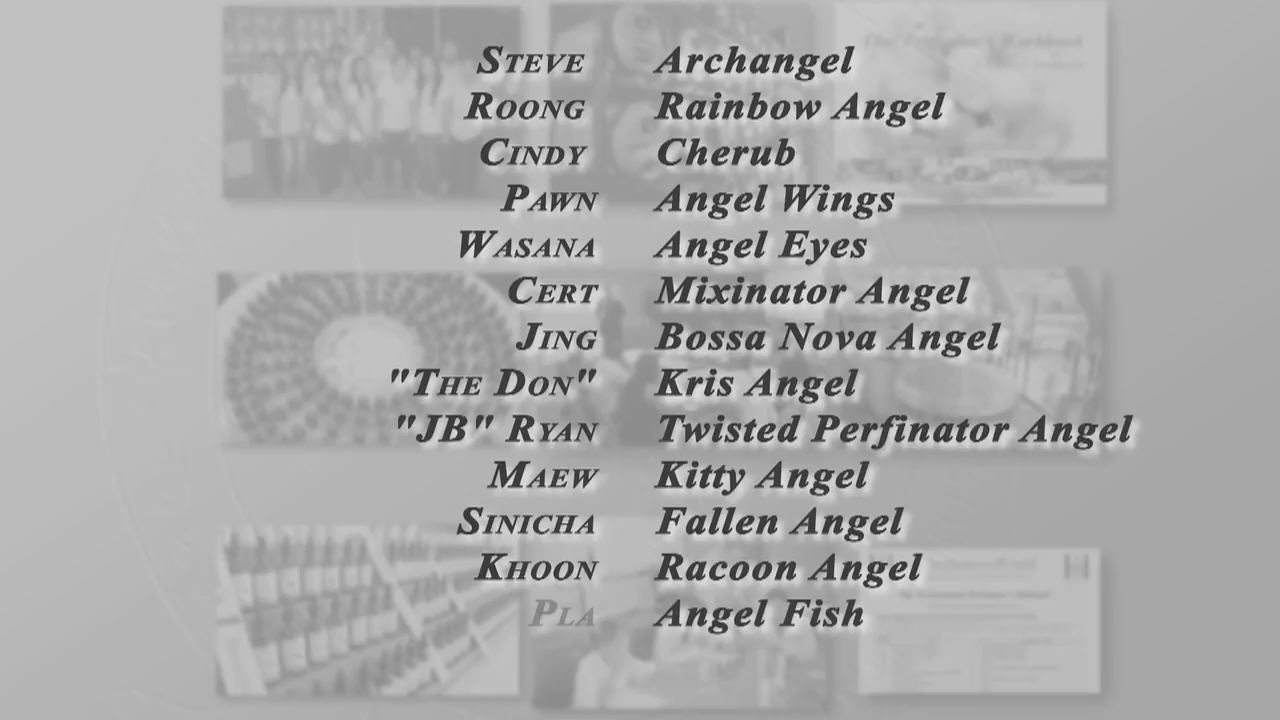 STEVE Archangel
ROONG Rainbow Angel
CINDY Cherub
PAWN Angel Wings
WASANA Angel Eyes
CERT Mixinator Angel
JING Bossa Nova Angel
"THE DON" Kris Angel
"JB" RYAN Twisted Perfinator Angel
MAEW Kitty Angel
SINICHA Fallen Angel
KHOON Racoon Angel
PLA Angel Fish